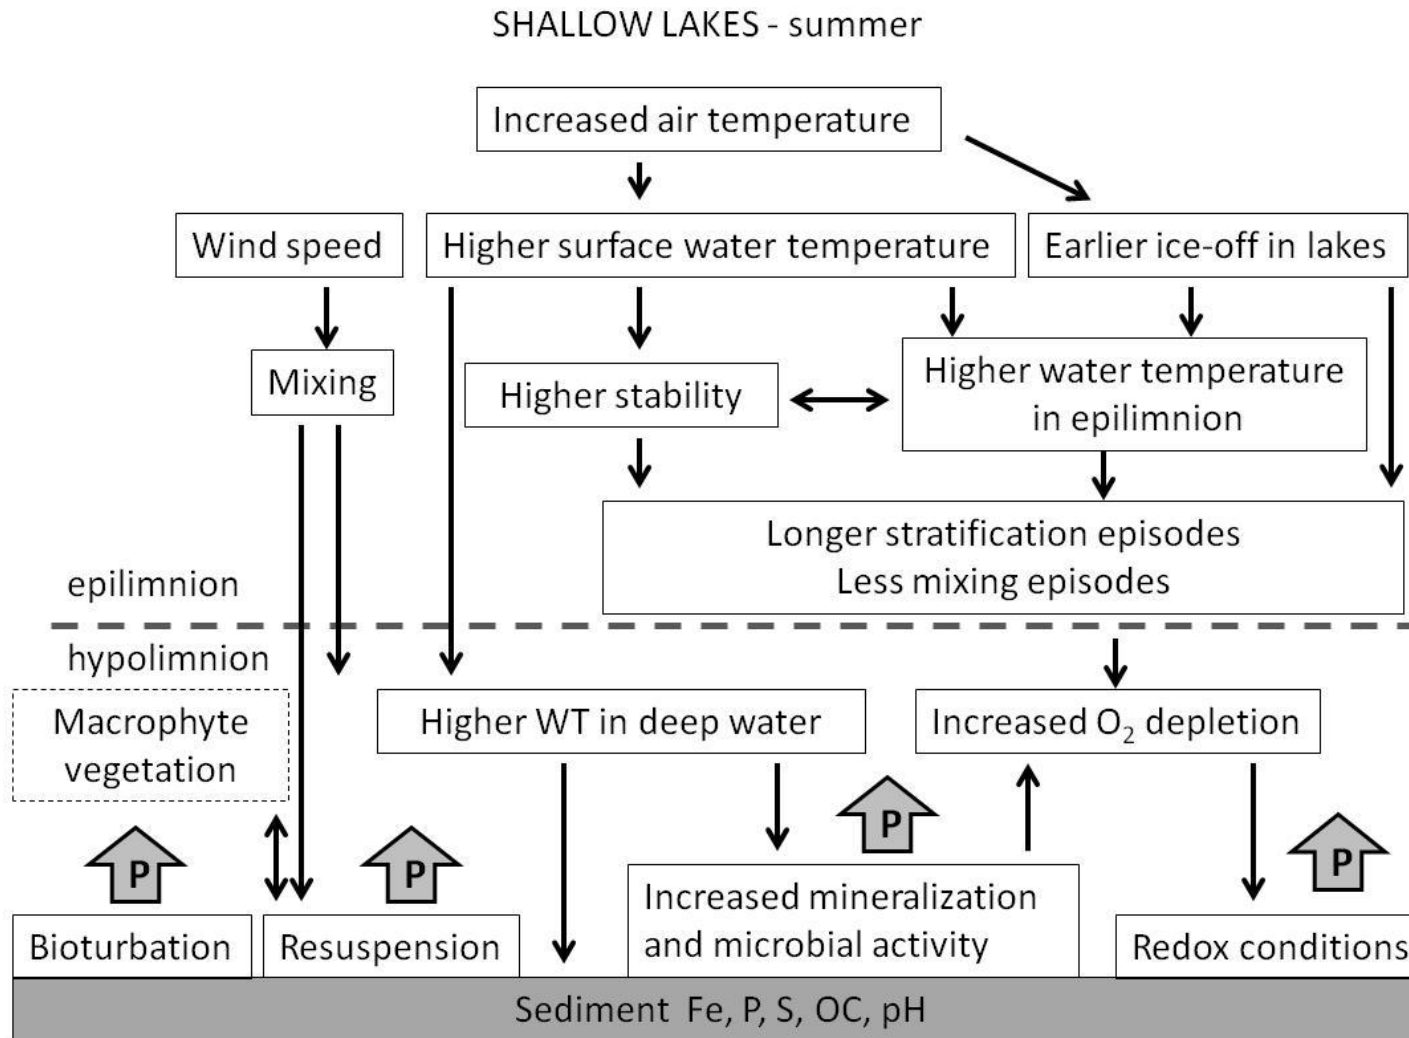 SHALLOW LAKES - summer
Increased air temperature
Wind speed
Higher surface water temperature
Earlier ice-off in lakes
Mixing
Higher stability
Higher water temperature
in epilimnion
Longer stratification episodes
Less mixing episodes
epilimnion
hypolimnion
Macrophyte
vegetation
Higher WT in deep water
Increased O₂ depletion
P
P
P
P
Bioturbation
Resuspension
Increased mineralization
and microbial activity
Redox conditions
Sediment Fe, P, S, OC, pH